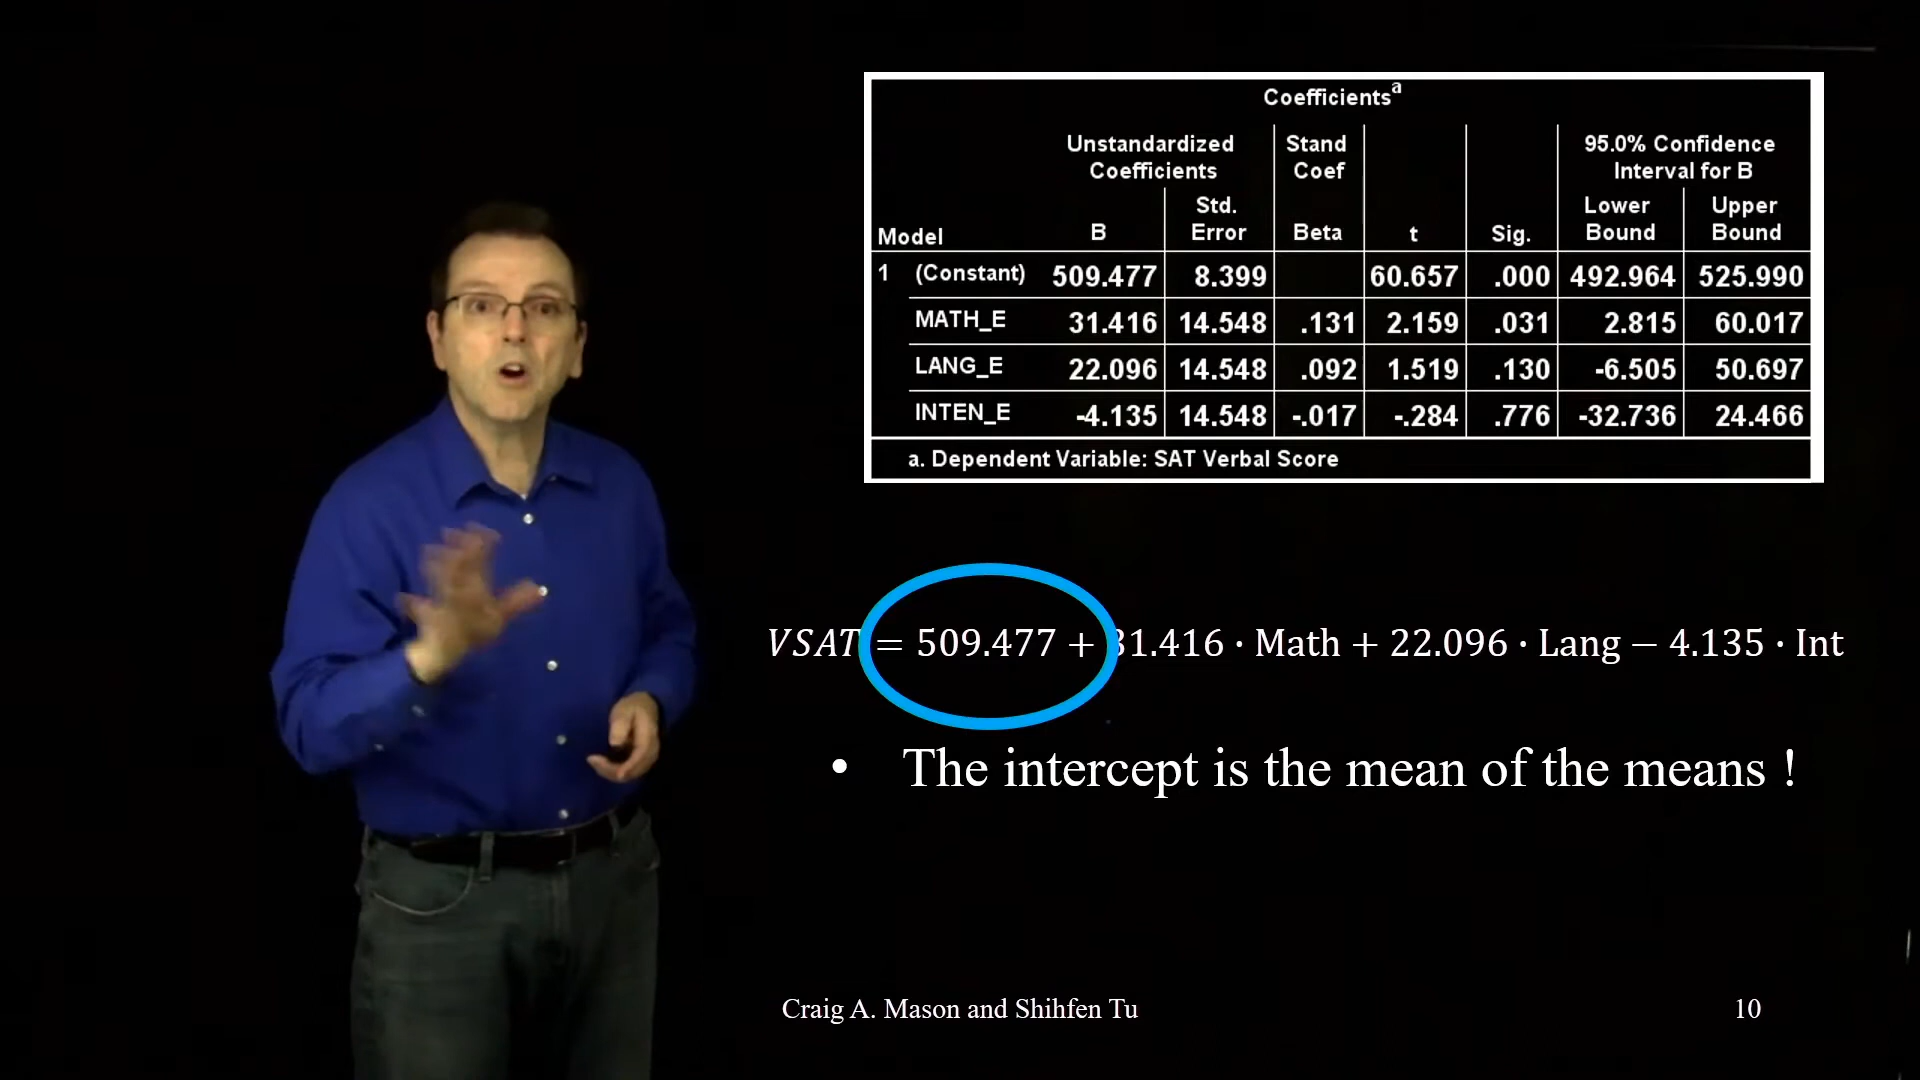 Coefficientsa
Unstandardized Coefficients
Stand Coef
95.0% Confidence Interval for B
Model
B
Std. Error
Beta
t
Sig.
Lower Bound
Upper Bound
1 (Constant) 509.477 8.399 60.657 .000 492.964 525.990
MATH_E 31.416 14.548 .131 2.159 .031 2.815 60.017
LANG_E 22.096 14.548 .092 1.519 .130 -6.505 50.697
INTEN_E -4.135 14.548 -.017 -.284 .776 -32.736 24.466
a. Dependent Variable: SAT Verbal Score
VSAT = 509.477 + 31.416 · Math + 22.096 · Lang − 4.135 · Int
• The intercept is the mean of the means !
Craig A. Mason and Shihfen Tu
10